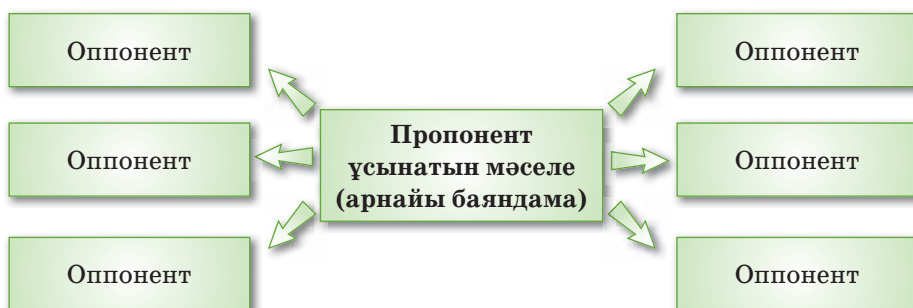 Оппонент
Оппонент
Оппонент
Пропонент
ұсынатын мәселе
(арнайы баяндама)
Оппонент
Оппонент
Оппонент